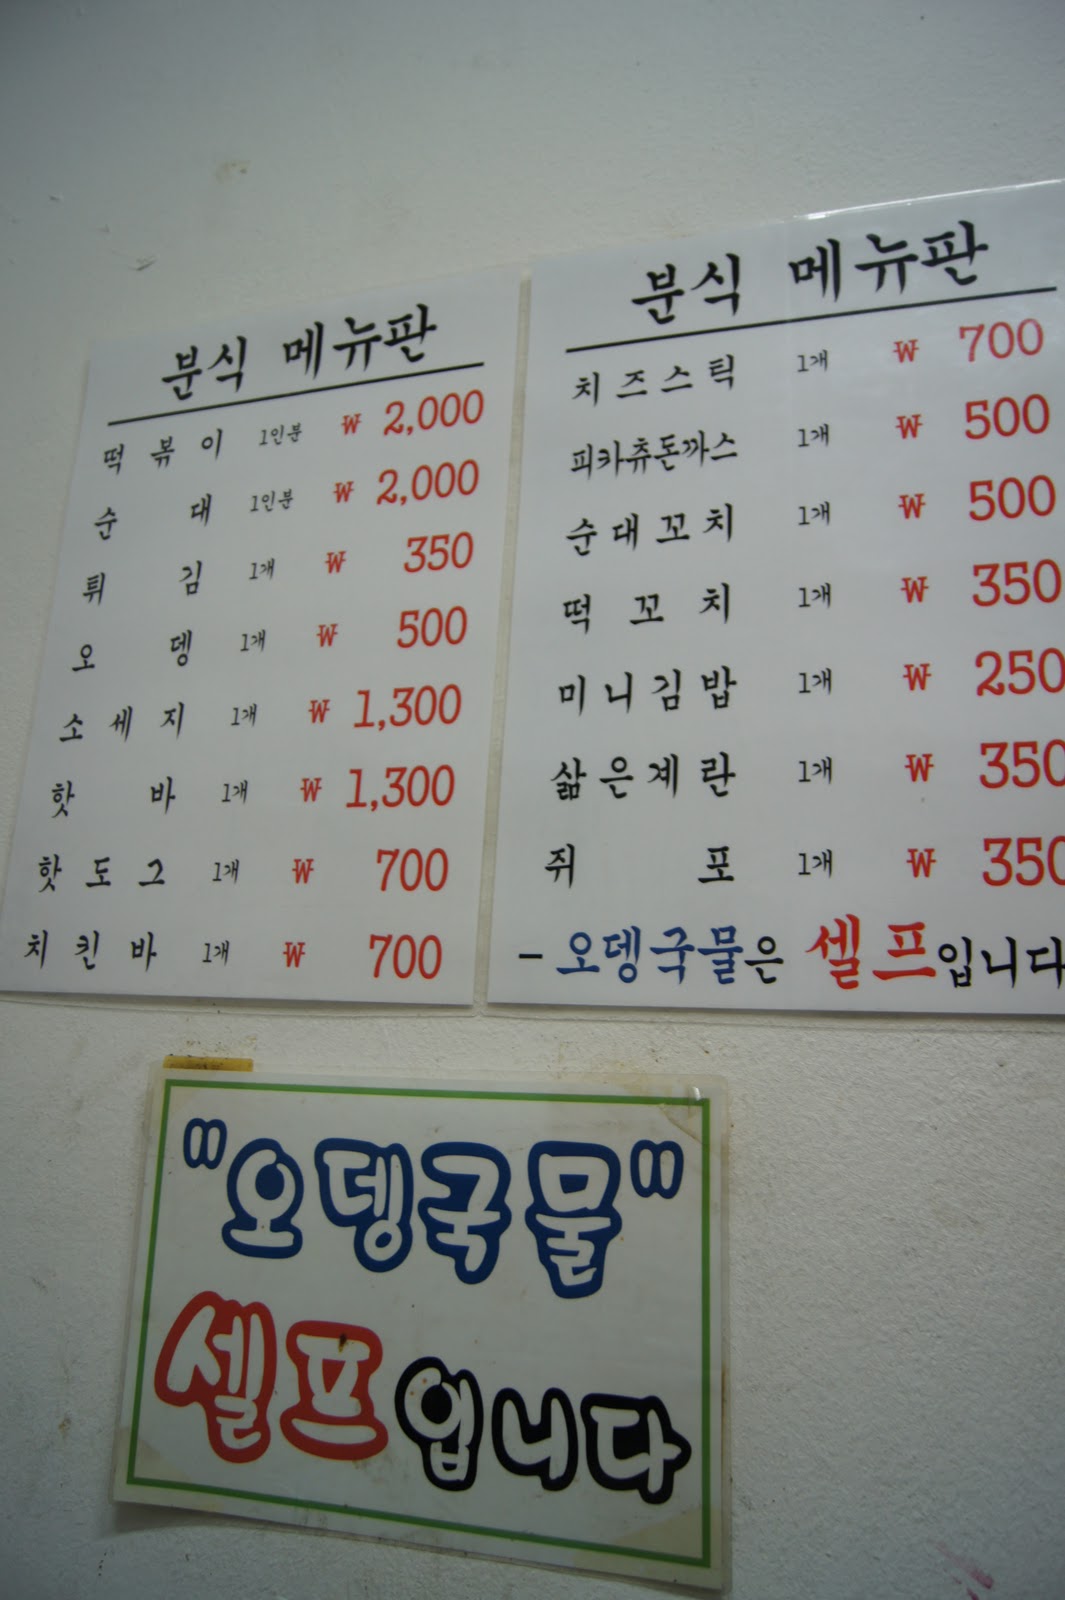 분식 메뉴판
떡볶이 1인분 ₩ 2,000
순대 1인분 ₩ 2,000
튀김 1개 ₩ 350
오뎅 1개 ₩ 500
소세지 1개 ₩ 1,300
핫바 1개 ₩ 1,300
핫도그 1개 ₩ 700
치킨바 1개 ₩ 700
분식 메뉴판
치즈스틱 1개 ₩ 700
피카츄돈까스 1개 ₩ 500
순대꼬치 1개 ₩ 500
떡꼬치 1개 ₩ 350
미니김밥 1개 ₩ 250
삶은계란 1개 ₩ 350
쥐포 1개 ₩ 350
- 오뎅국물은 셀프입니다
"오뎅국물"
셀프입니다